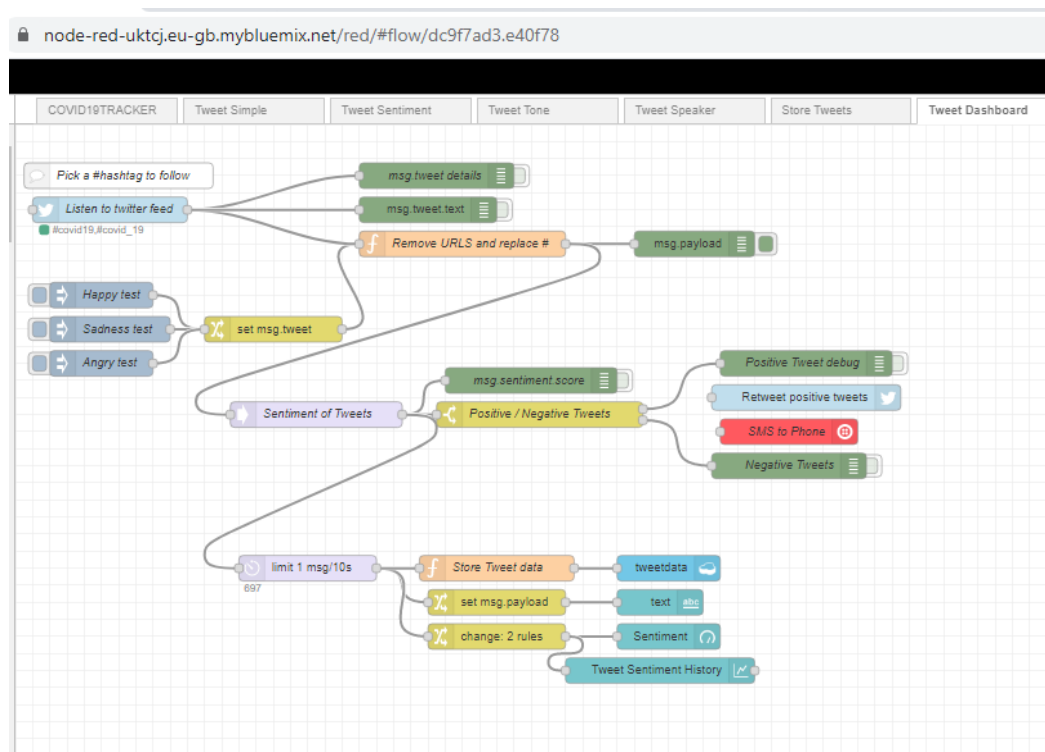 node-red-uktcj.eu-gb.mybluemix.net/red/#flow/dc9f7ad3.e40f78
COVID19TRACKER Tweet Simple Tweet Sentiment Tweet Tone Tweet Speaker Store Tweets Tweet Dashboard
Pick a #hashtag to follow
msg.tweet details
Listen to twitter feed
msg.tweet.text
#covid19,#covid_19
Remove URLS and replace #
msg.payload
Happy test
Sadness test
set msg.tweet
Angry test
Positive Tweet debug
msg.sentiment.score
Retweet positive tweets
Sentiment of Tweets
Positive / Negative Tweets
SMS to Phone
Negative Tweets
limit 1 msg/10s
Store Tweet data
tweetdata
697
set msg.payload
text
abc
change: 2 rules
Sentiment
Tweet Sentiment History